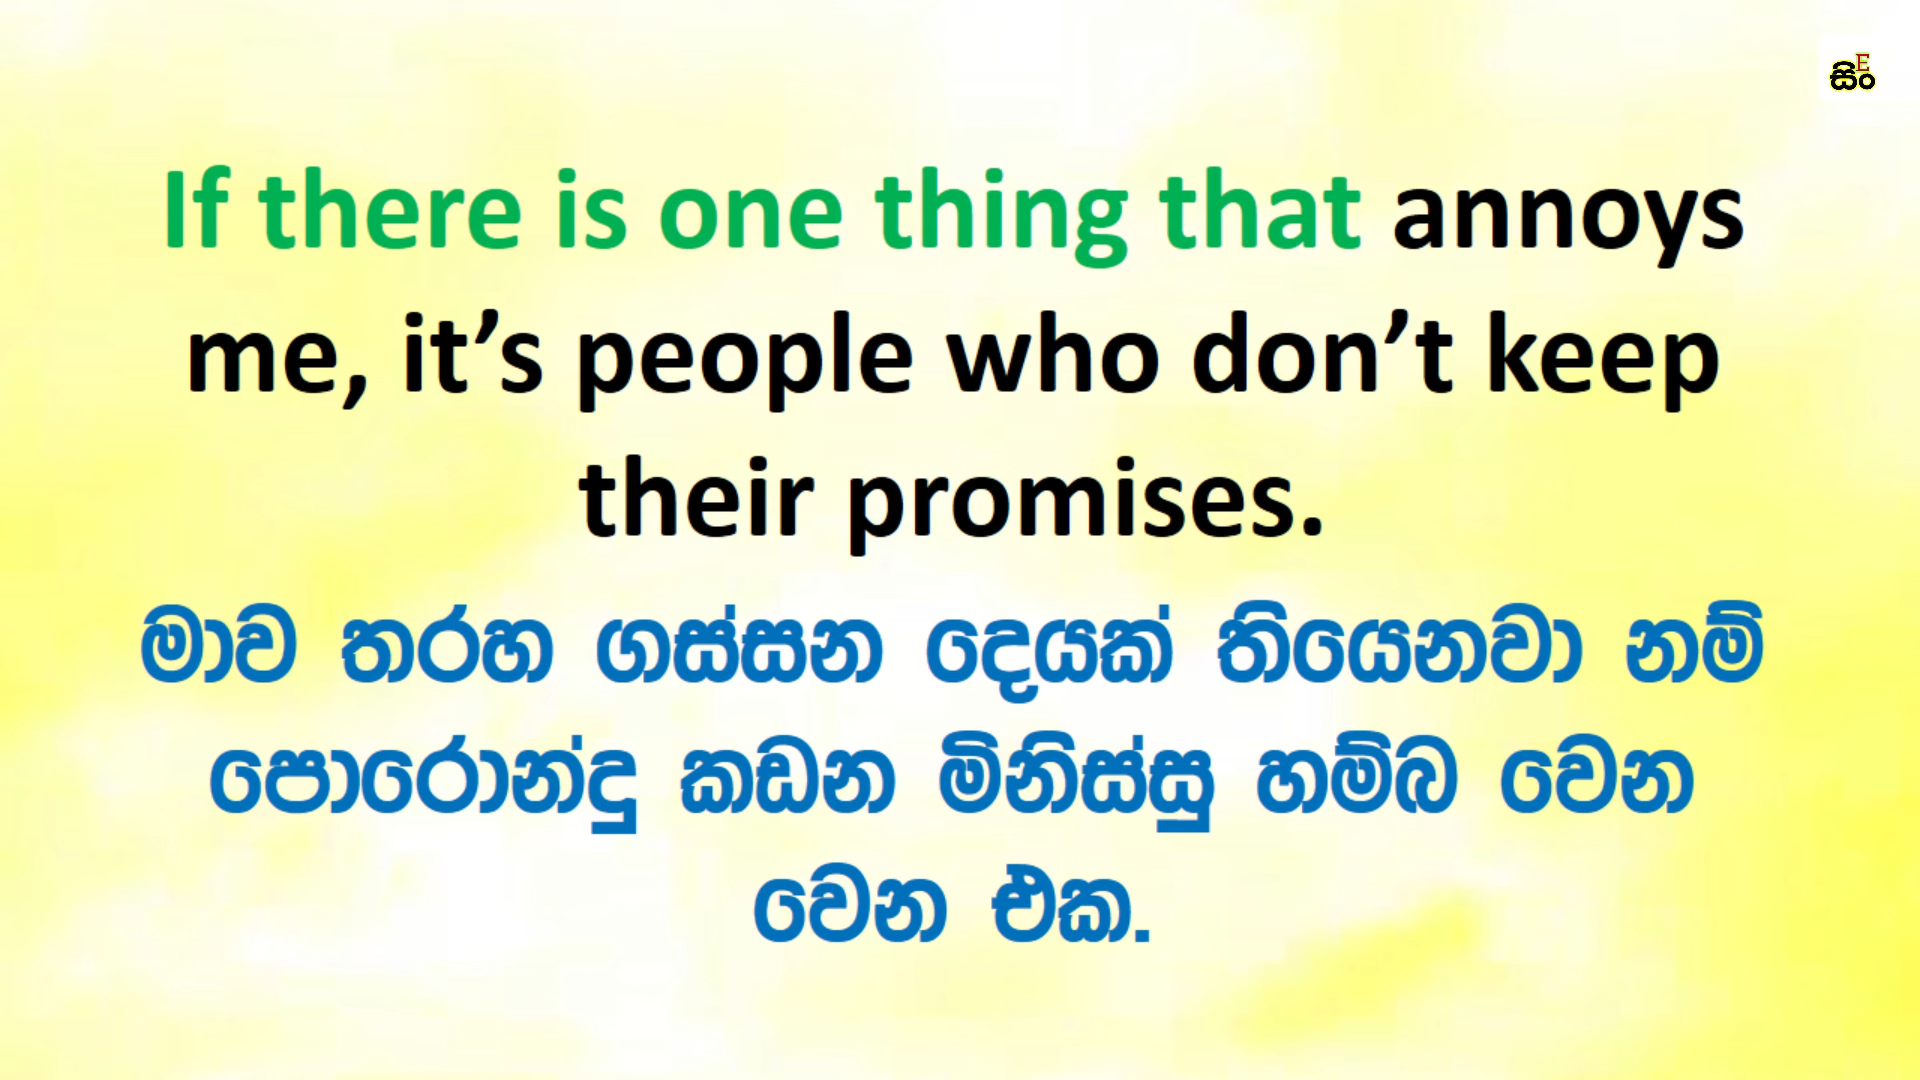 සිංE
If there is one thing that annoys
me, it’s people who don’t keep
their promises.
මාව තරහ ගස්සන දෙයක් තියෙනවා නම්
පොරොන්දු කඩන මිනිස්සු හම්බ වෙන
වෙන එක.